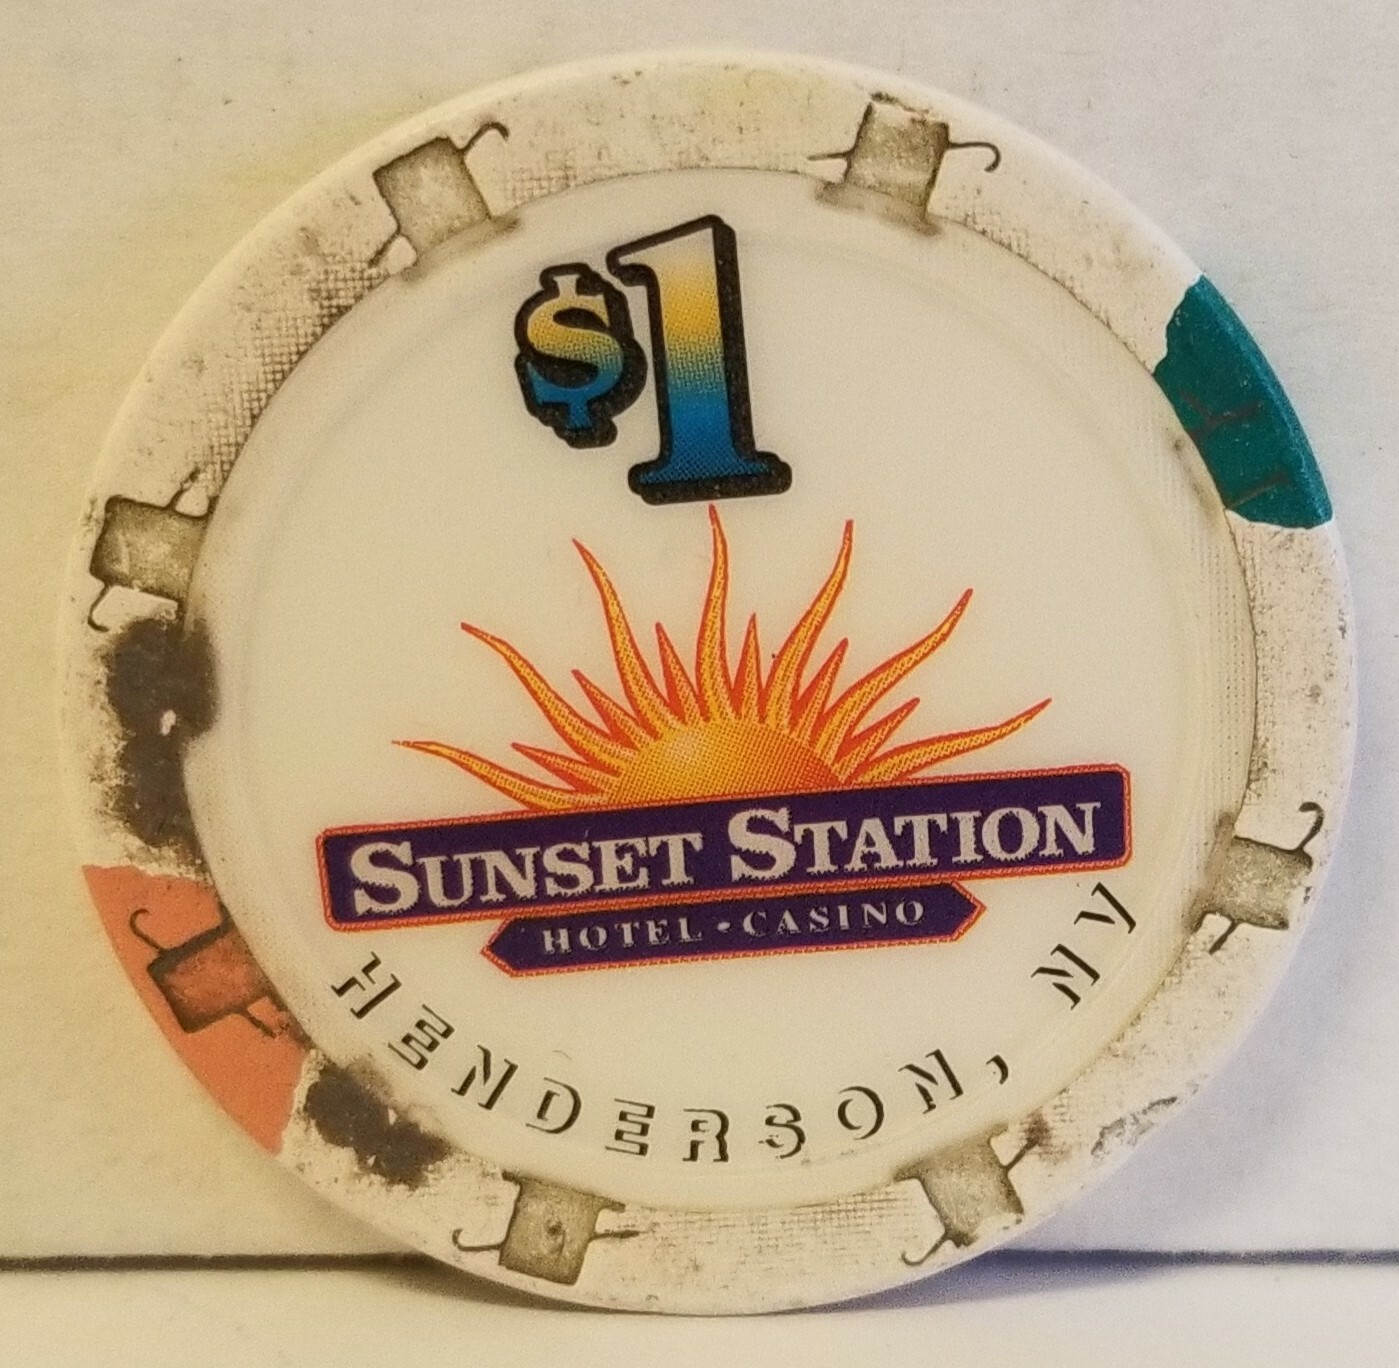 $1
SUNSET STATION
HOTEL • CASINO
HENDERSON, NV